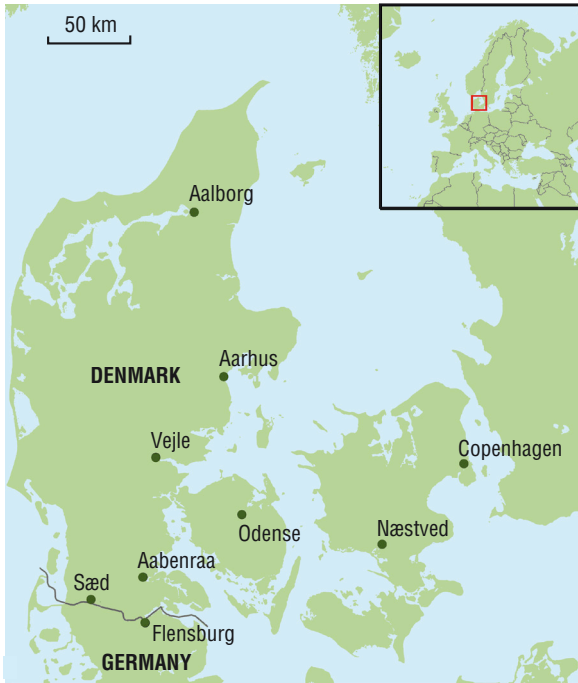 50 km
Aalborg
Aarhus
DENMARK
Vejle
Copenhagen
Odense
Næstved
Aabenraa
Sæd
Flensburg
GERMANY